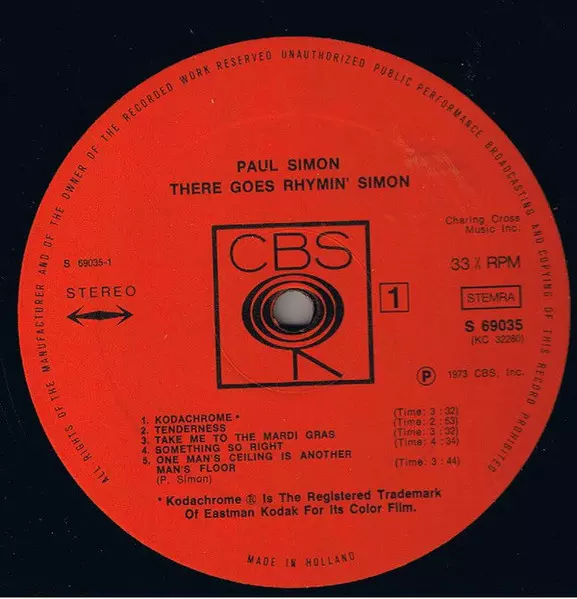 ALL RIGHTS OF THE MANUFACTURER AND OF THE OWNER OF THE RECORDED WORK RESERVED UNAUTHORIZED PUBLIC PERFORMANCE BROADCASTING AND COPYING OF THIS RECORD PROHIBITED
PAUL SIMON
THERE GOES RHYMIN' SIMON
Charing Cross
Music Inc.
CBS
S 69035-1
33⅓ RPM
STEREO
1
STEMRA
S 69035
(KC 32280)
Ⓟ 1973 CBS, Inc.
1. KODACHROME* (Time: 3 : 32)
2. TENDERNESS (Time: 2 : 53)
3. TAKE ME TO THE MARDI GRAS (Time: 3 : 32)
4. SOMETHING SO RIGHT (Time: 4 : 34)
5. ONE MAN'S CEILING IS ANOTHER
MAN'S FLOOR (Time: 3 : 44)
(P. Simon)
* Kodachrome ® Is The Registered Trademark
Of Eastman Kodak For Its Color Film.
MADE IN HOLLAND